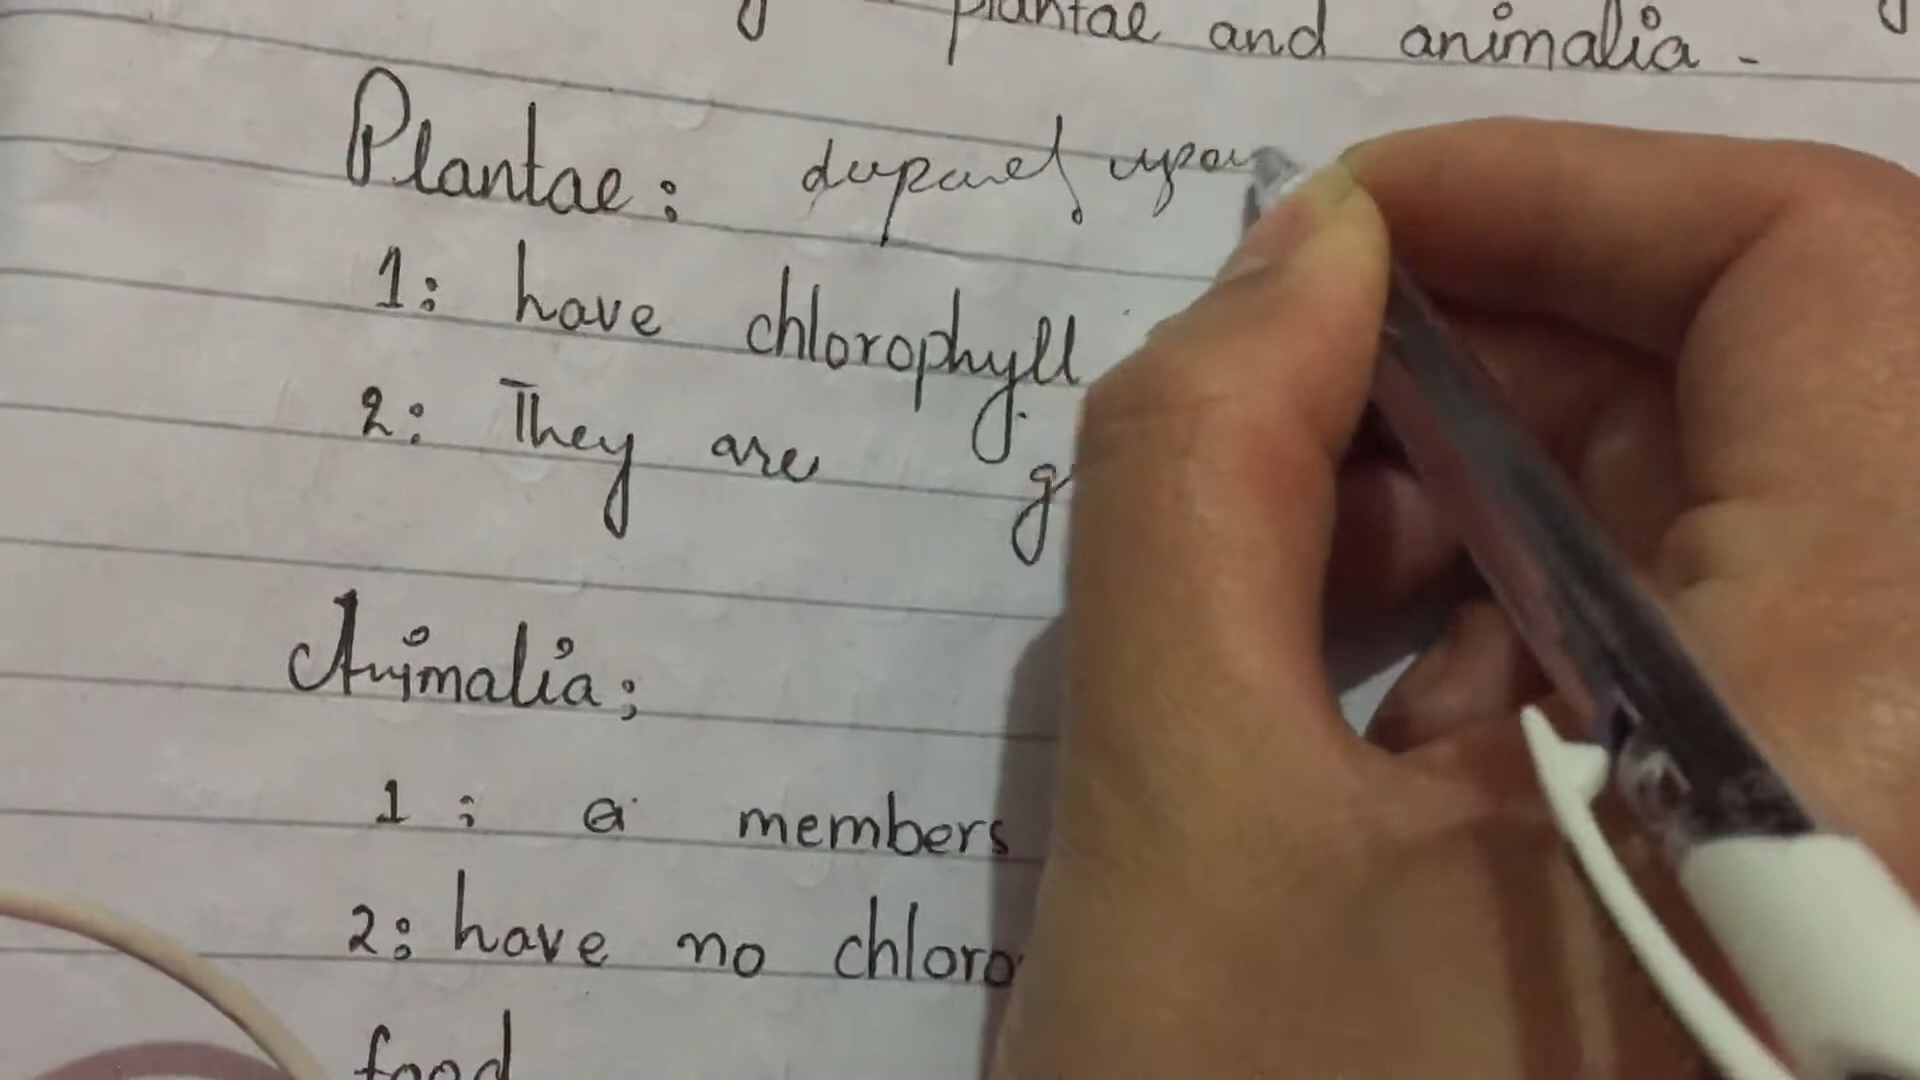 plantae and animalia -
Plantae: depend upon
1: have chlorophyll
2: They are
Animalia;
1: a members
2: have no chloro
food